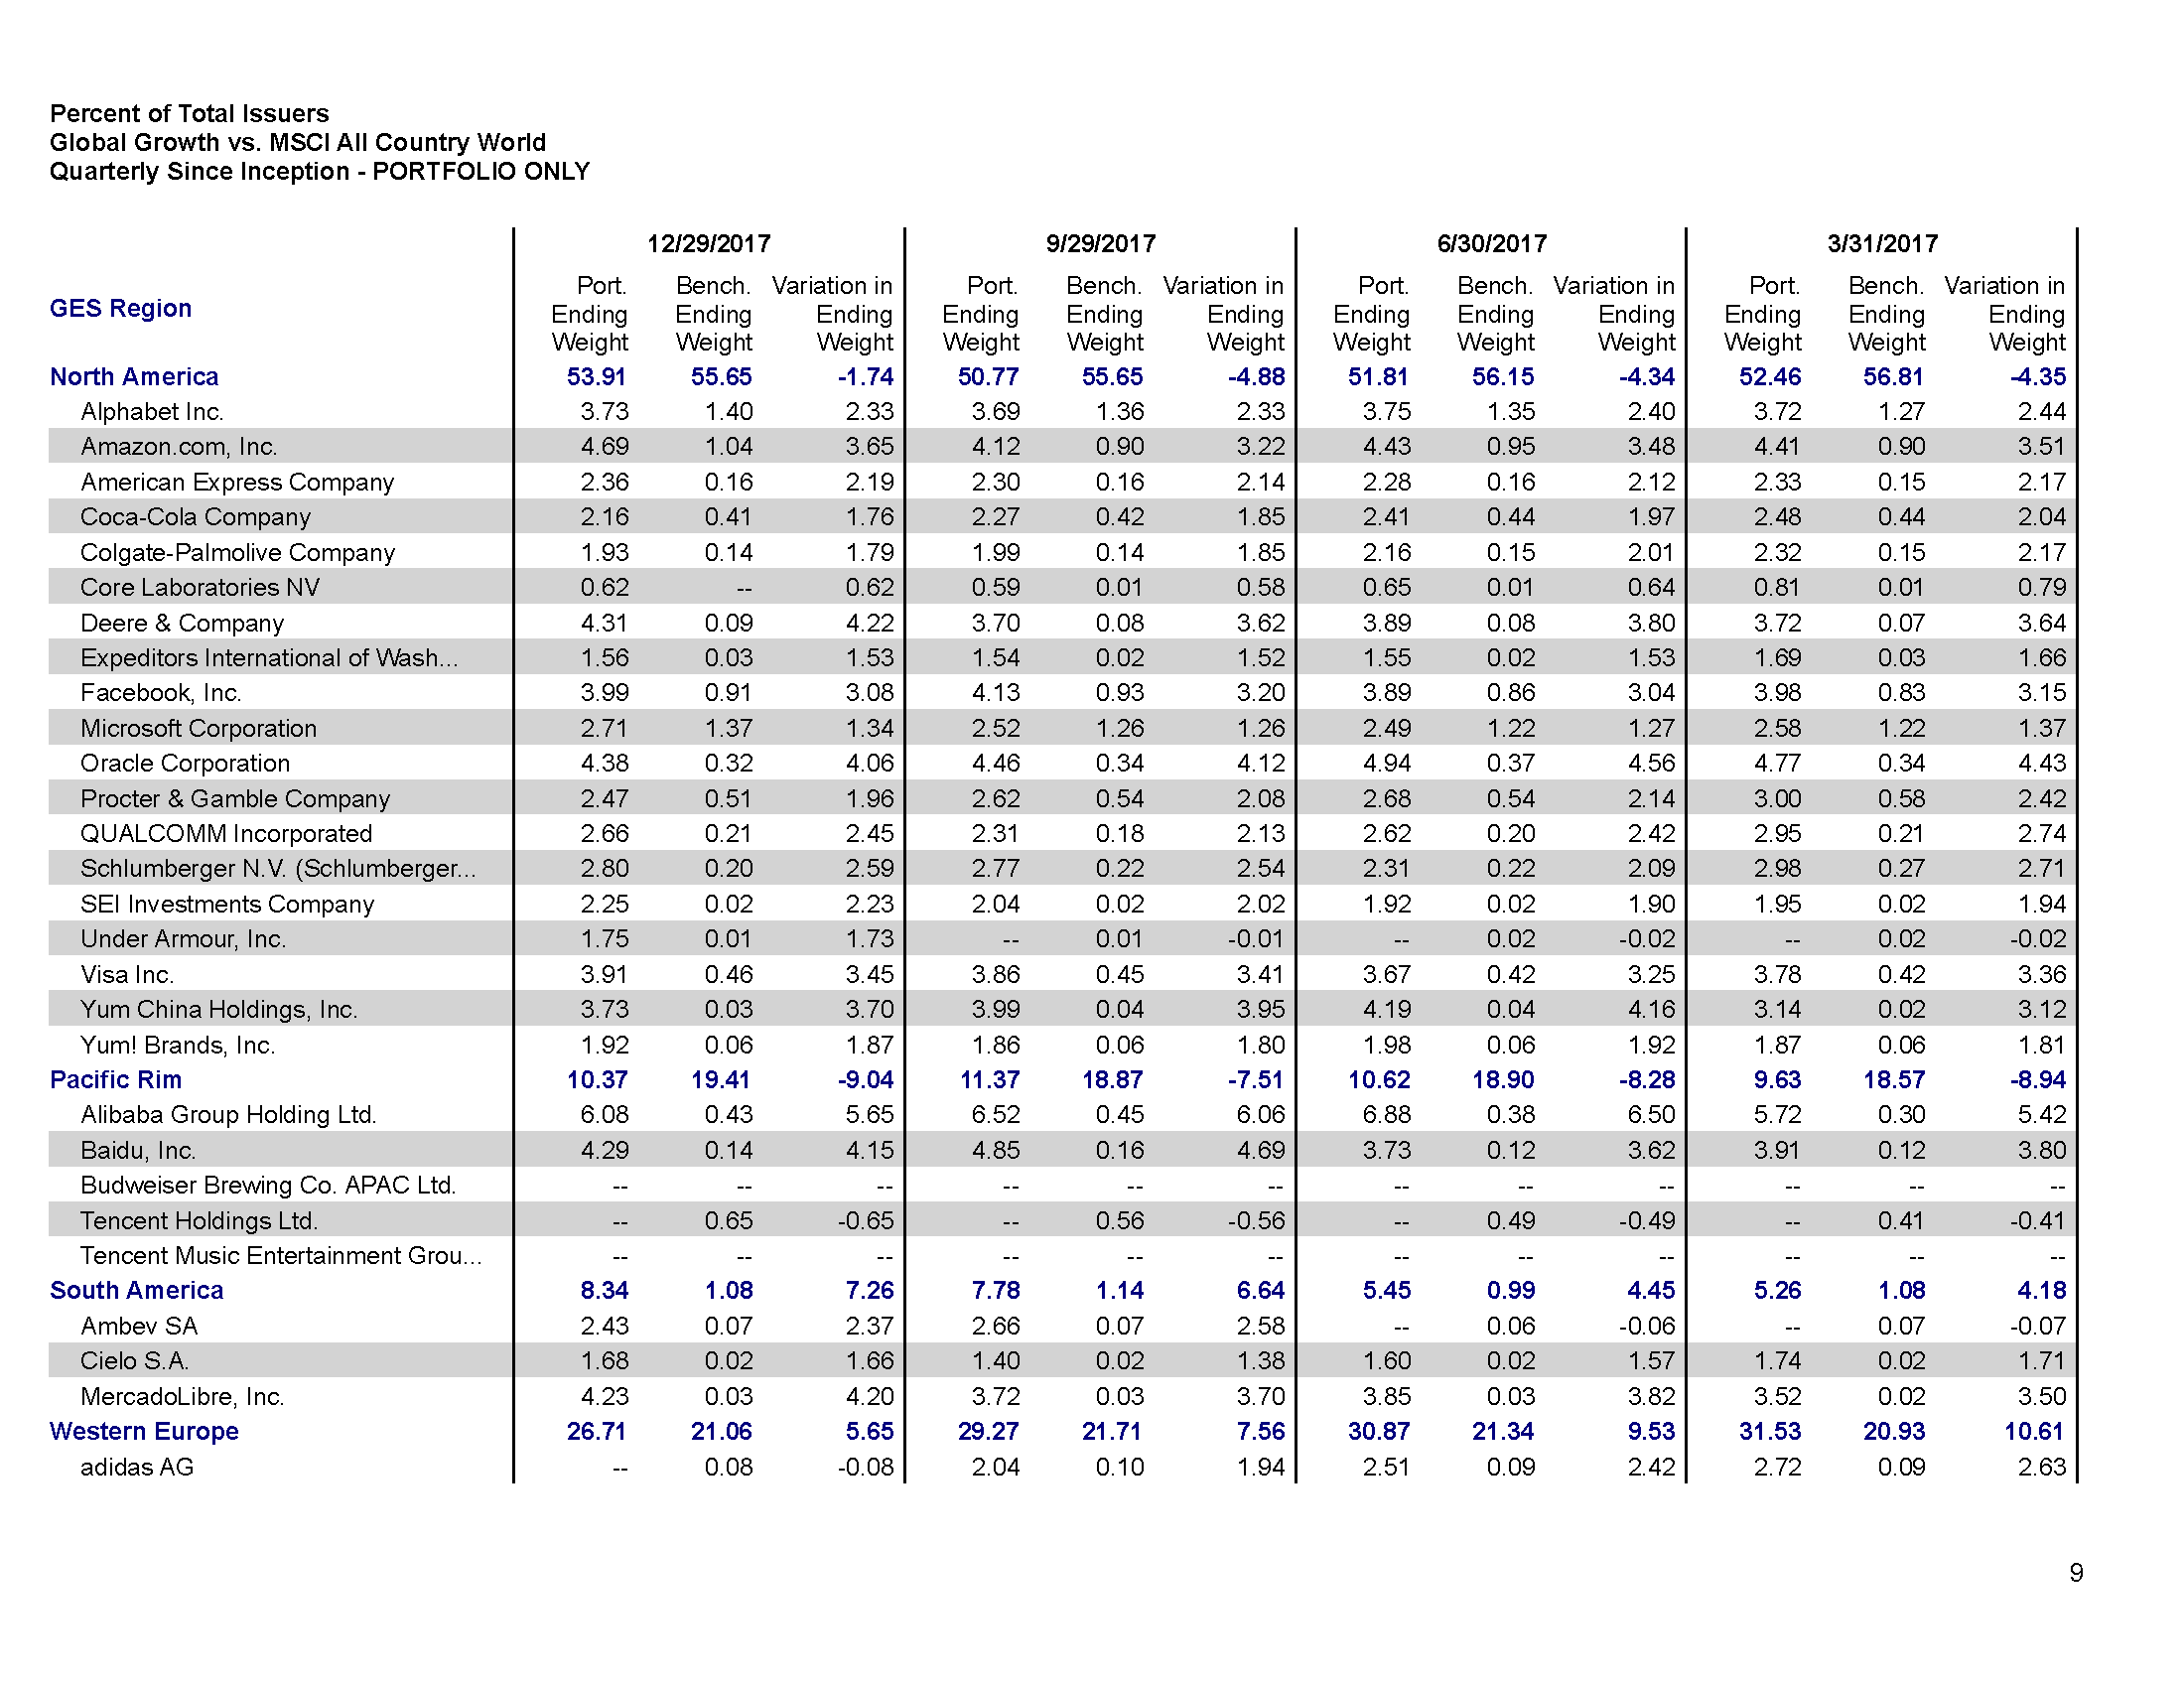 Percent of Total Issuers
Global Growth vs. MSCI All Country World
Quarterly Since Inception - PORTFOLIO ONLY
12/29/2017 9/29/2017 6/30/2017 3/31/2017
GES Region
Port. Bench. Variation in Port. Bench. Variation in Port. Bench. Variation in Port. Bench. Variation in
Ending Ending Ending Ending Ending Ending Ending Ending Ending Ending Ending Ending
Weight Weight Weight Weight Weight Weight Weight Weight Weight Weight Weight Weight
North America 53.91 55.65 -1.74 50.77 55.65 -4.88 51.81 56.15 -4.34 52.46 56.81 -4.35
Alphabet Inc. 3.73 1.40 2.33 3.69 1.36 2.33 3.75 1.35 2.40 3.72 1.27 2.44
Amazon.com, Inc. 4.69 1.04 3.65 4.12 0.90 3.22 4.43 0.95 3.48 4.41 0.90 3.51
American Express Company 2.36 0.16 2.19 2.30 0.16 2.14 2.28 0.16 2.12 2.33 0.15 2.17
Coca-Cola Company 2.16 0.41 1.76 2.27 0.42 1.85 2.41 0.44 1.97 2.48 0.44 2.04
Colgate-Palmolive Company 1.93 0.14 1.79 1.99 0.14 1.85 2.16 0.15 2.01 2.32 0.15 2.17
Core Laboratories NV 0.62 -- 0.62 0.59 0.01 0.58 0.65 0.01 0.64 0.81 0.01 0.79
Deere & Company 4.31 0.09 4.22 3.70 0.08 3.62 3.89 0.08 3.80 3.72 0.07 3.64
Expeditors International of Wash... 1.56 0.03 1.53 1.54 0.02 1.52 1.55 0.02 1.53 1.69 0.03 1.66
Facebook, Inc. 3.99 0.91 3.08 4.13 0.93 3.20 3.89 0.86 3.04 3.98 0.83 3.15
Microsoft Corporation 2.71 1.37 1.34 2.52 1.26 1.26 2.49 1.22 1.27 2.58 1.22 1.37
Oracle Corporation 4.38 0.32 4.06 4.46 0.34 4.12 4.94 0.37 4.56 4.77 0.34 4.43
Procter & Gamble Company 2.47 0.51 1.96 2.62 0.54 2.08 2.68 0.54 2.14 3.00 0.58 2.42
QUALCOMM Incorporated 2.66 0.21 2.45 2.31 0.18 2.13 2.62 0.20 2.42 2.95 0.21 2.74
Schlumberger N.V. (Schlumberger... 2.80 0.20 2.59 2.77 0.22 2.54 2.31 0.22 2.09 2.98 0.27 2.71
SEI Investments Company 2.25 0.02 2.23 2.04 0.02 2.02 1.92 0.02 1.90 1.95 0.02 1.94
Under Armour, Inc. 1.75 0.01 1.73 -- 0.01 -0.01 -- 0.02 -0.02 -- 0.02 -0.02
Visa Inc. 3.91 0.46 3.45 3.86 0.45 3.41 3.67 0.42 3.25 3.78 0.42 3.36
Yum China Holdings, Inc. 3.73 0.03 3.70 3.99 0.04 3.95 4.19 0.04 4.16 3.14 0.02 3.12
Yum! Brands, Inc. 1.92 0.06 1.87 1.86 0.06 1.80 1.98 0.06 1.92 1.87 0.06 1.81
Pacific Rim 10.37 19.41 -9.04 11.37 18.87 -7.51 10.62 18.90 -8.28 9.63 18.57 -8.94
Alibaba Group Holding Ltd. 6.08 0.43 5.65 6.52 0.45 6.06 6.88 0.38 6.50 5.72 0.30 5.42
Baidu, Inc. 4.29 0.14 4.15 4.85 0.16 4.69 3.73 0.12 3.62 3.91 0.12 3.80
Budweiser Brewing Co. APAC Ltd. -- -- -- -- -- -- -- -- -- -- -- --
Tencent Holdings Ltd. -- 0.65 -0.65 -- 0.56 -0.56 -- 0.49 -0.49 -- 0.41 -0.41
Tencent Music Entertainment Grou... -- -- -- -- -- -- -- -- -- -- -- --
South America 8.34 1.08 7.26 7.78 1.14 6.64 5.45 0.99 4.45 5.26 1.08 4.18
Ambev SA 2.43 0.07 2.37 2.66 0.07 2.58 -- 0.06 -0.06 -- 0.07 -0.07
Cielo S.A. 1.68 0.02 1.66 1.40 0.02 1.38 1.60 0.02 1.57 1.74 0.02 1.71
MercadoLibre, Inc. 4.23 0.03 4.20 3.72 0.03 3.70 3.85 0.03 3.82 3.52 0.02 3.50
Western Europe 26.71 21.06 5.65 29.27 21.71 7.56 30.87 21.34 9.53 31.53 20.93 10.61
adidas AG -- 0.08 -0.08 2.04 0.10 1.94 2.51 0.09 2.42 2.72 0.09 2.63
9